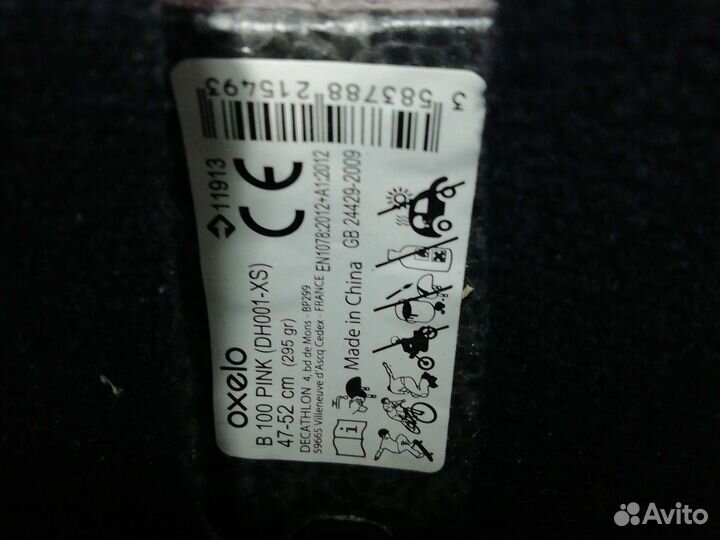 3 583788 215493
11913
CE
oxelo
B 100 PINK (DH001-XS)
47-52 cm (295 gr)
DECATHLON 4, bd de Mons - BP299
59665 Villeneuve d'Ascq Cedex - FRANCE EN1078:2012+A1:2012
Made in China GB 24429-2009
Avito